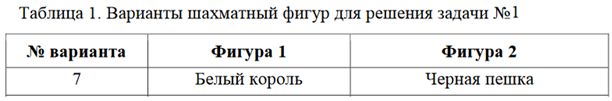 Таблица 1. Варианты шахматный фигур для решения задачи №1
№ варианта Фигура 1 Фигура 2
7 Белый король Черная пешка